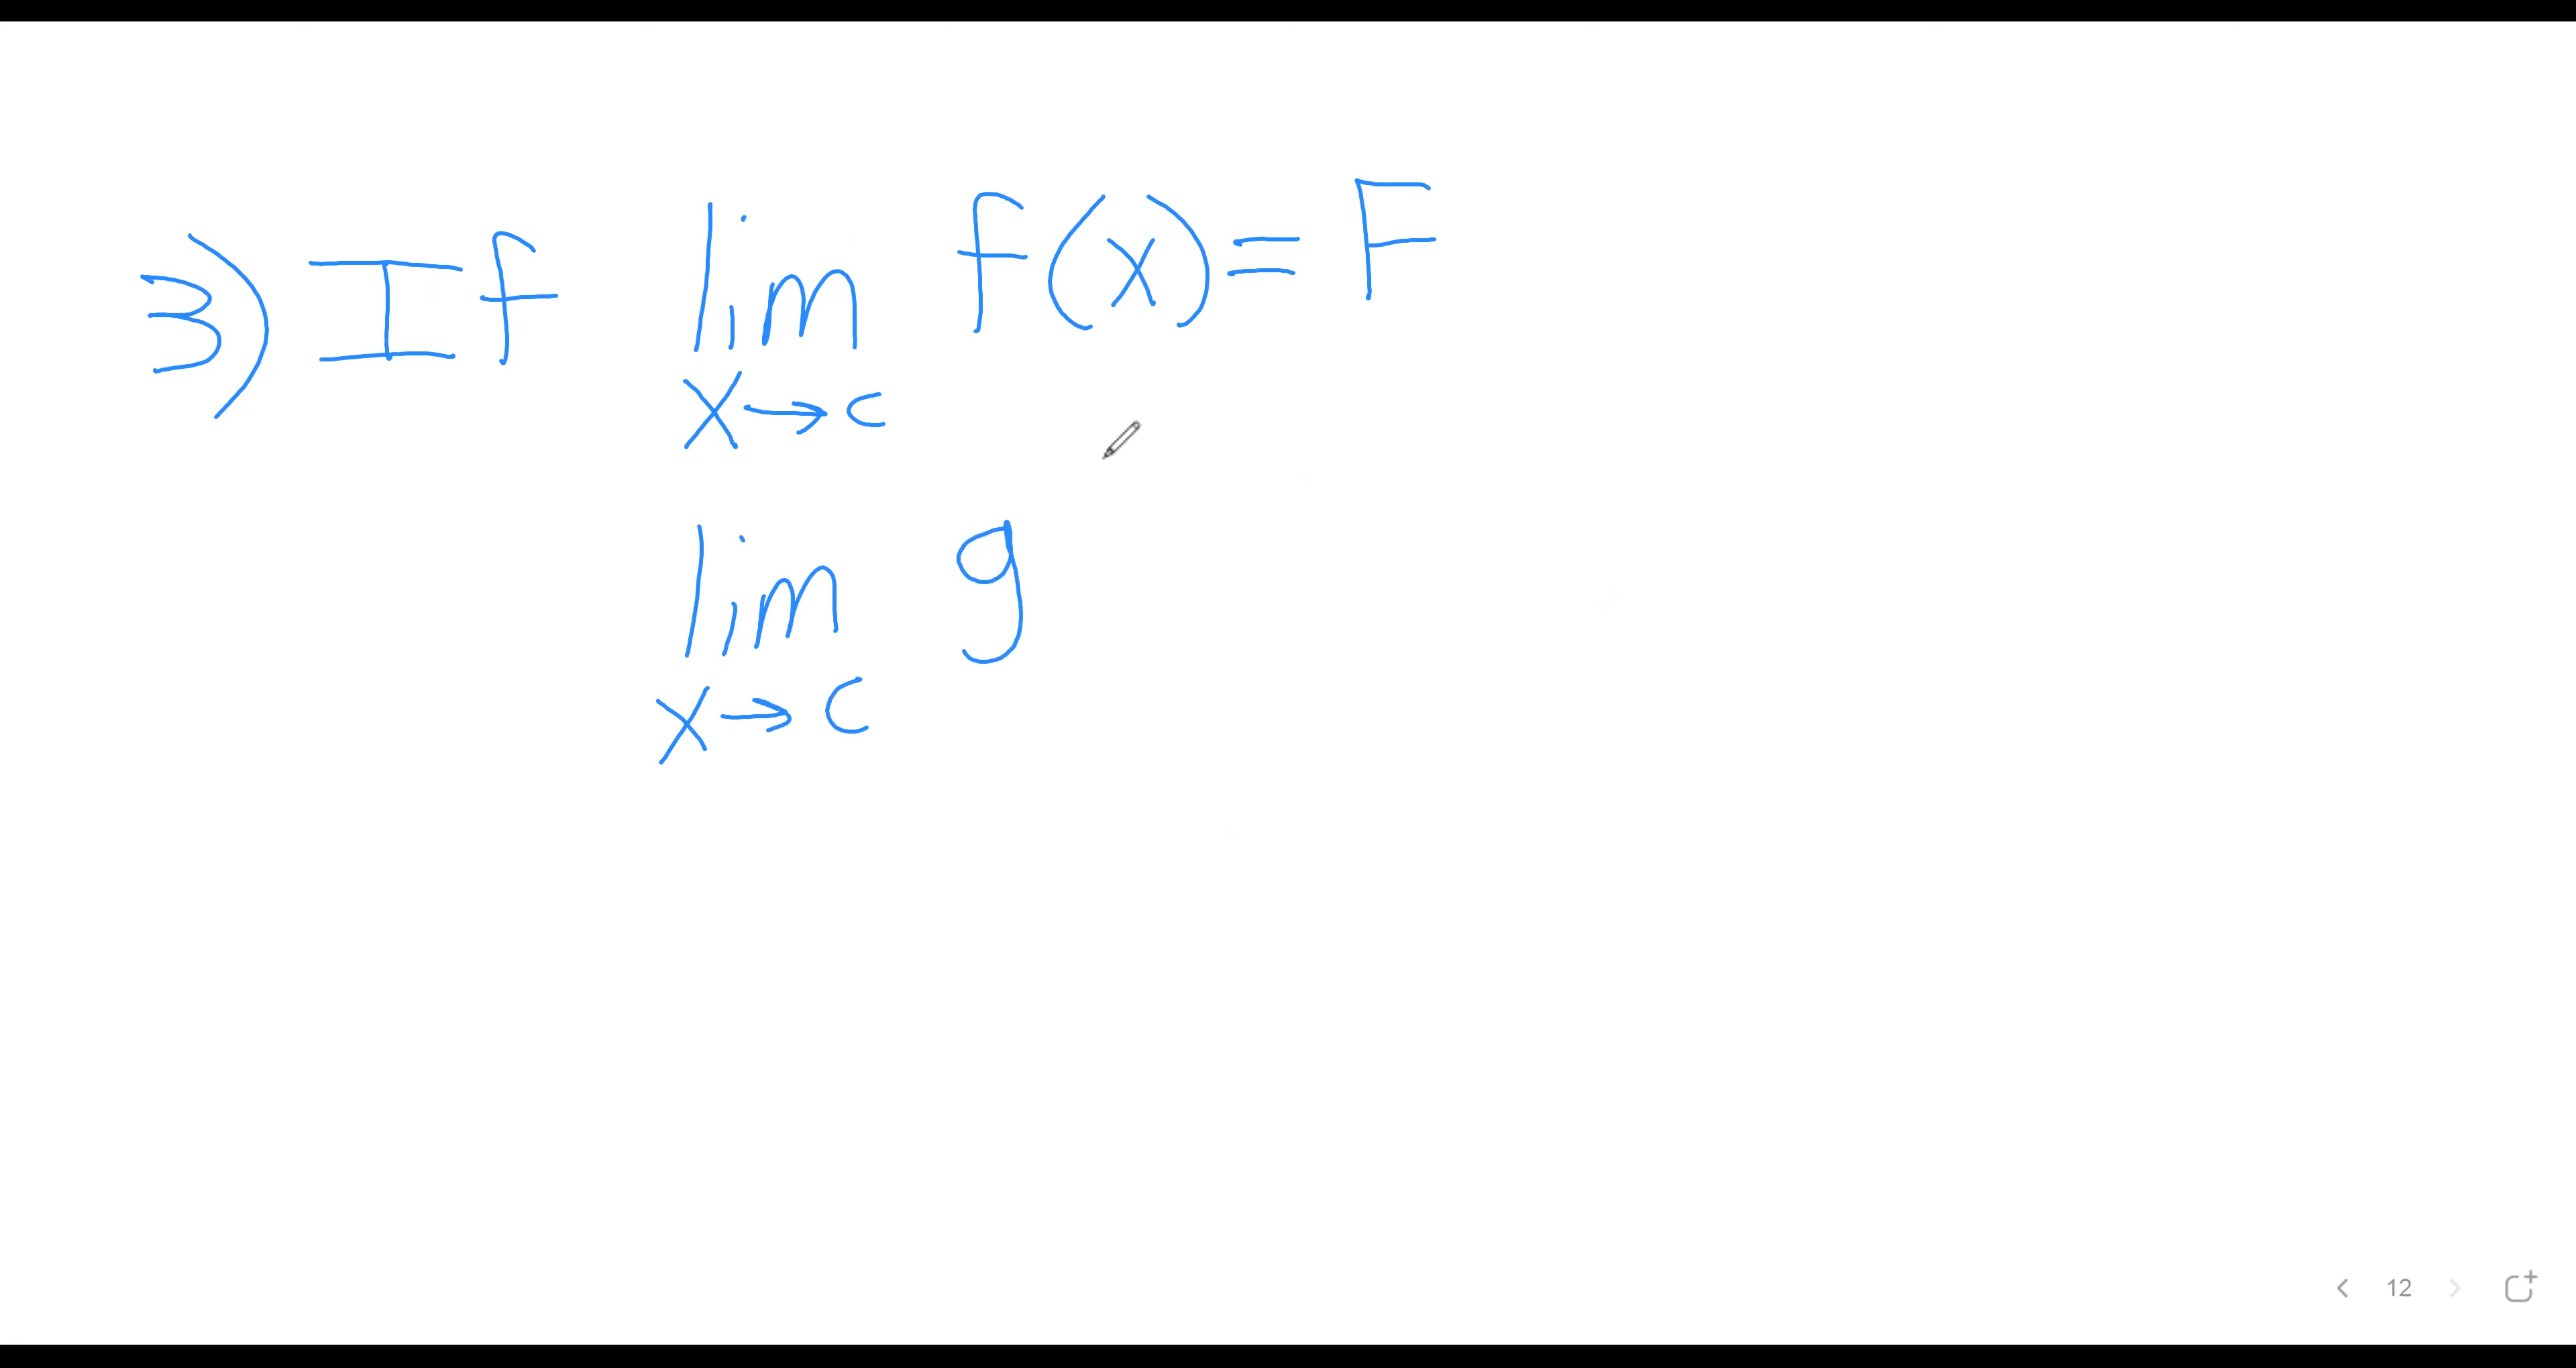 3) If lim f(x) = F
x→c
lim g
x→c
12